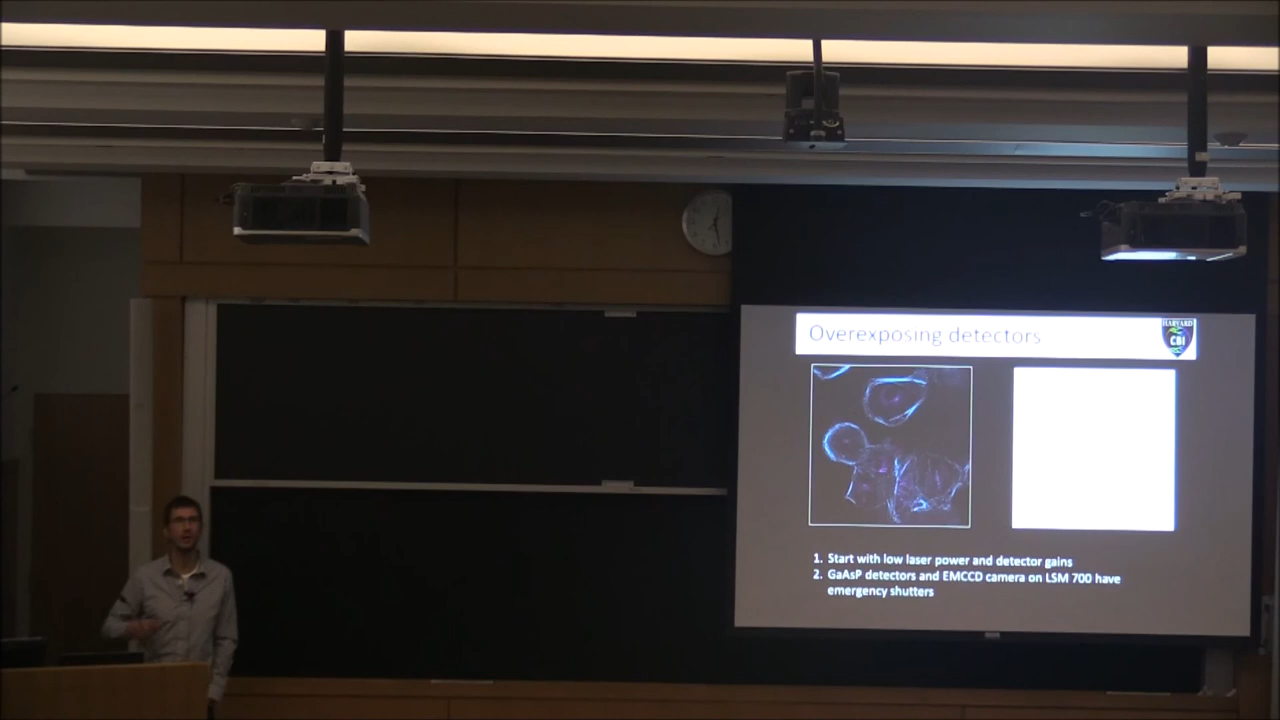 Overexposing detectors
HARVARD
CBI
1. Start with low laser power and detector gains
2. GaAsP detectors and EMCCD camera on LSM 700 have
emergency shutters